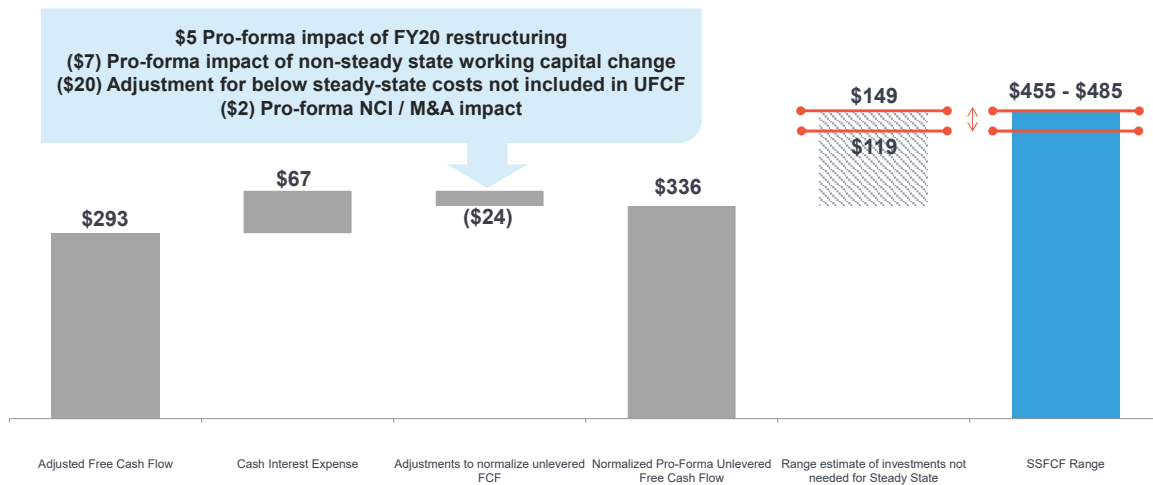 $5 Pro-forma impact of FY20 restructuring
($7) Pro-forma impact of non-steady state working capital change
($20) Adjustment for below steady-state costs not included in UFCF
($2) Pro-forma NCI / M&A impact
$293
$67
($24)
$336
$149
$119
$455 - $485
Adjusted Free Cash Flow
Cash Interest Expense
Adjustments to normalize unlevered
FCF
Normalized Pro-Forma Unlevered
Free Cash Flow
Range estimate of investments not
needed for Steady State
SSFCF Range